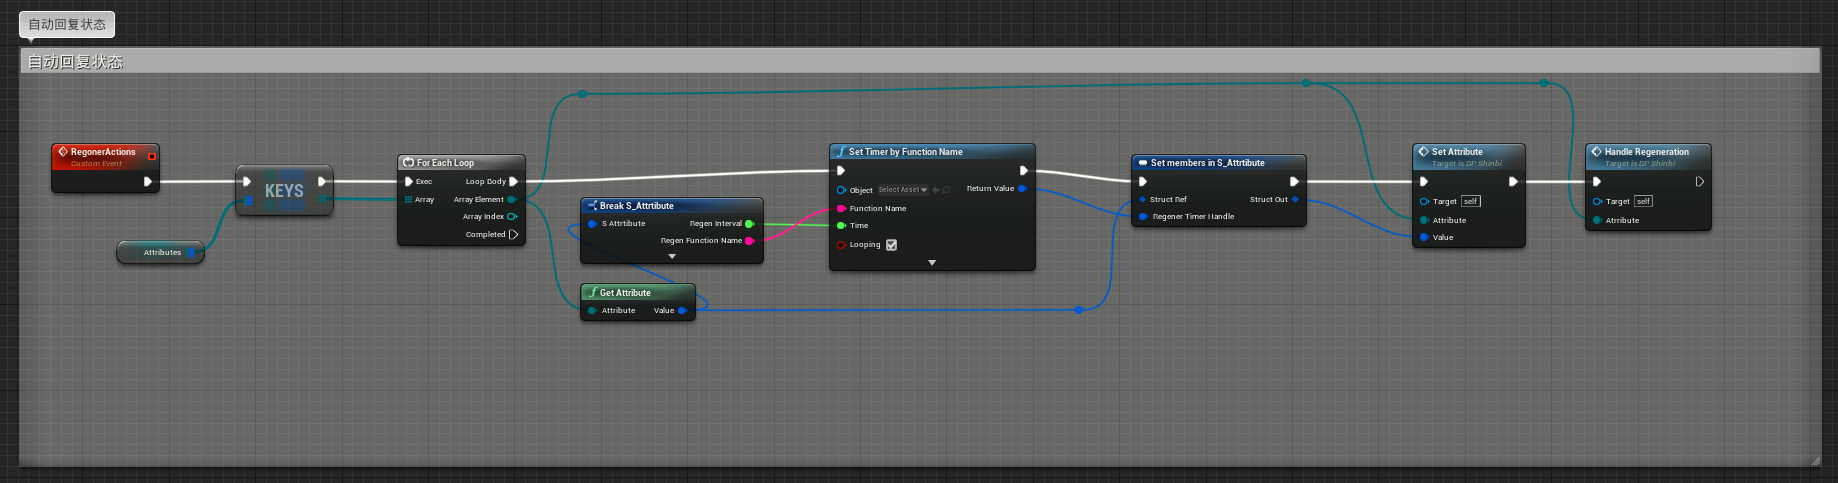 自动回复状态
自动回复状态
RegonerActions
Custom Event
KEYS
Attributes
For Each Loop
Exec
Loop Body
Array
Array Element
Array Index
Completed
Break S_Attrtibute
S Attrtibute
Regen Interval
Regen Function Name
Get Attribute
Attribute
Value
Set Timer by Function Name
Object
Select Asset
Return Value
Function Name
Time
Looping
Set members in S_Attrtibute
Struct Ref
Struct Out
Regener Timer Handle
Set Attribute
Target is DP Shinbi
Target
self
Attribute
Value
Handle Regeneration
Target is DP Shinbi
Target
self
Attribute